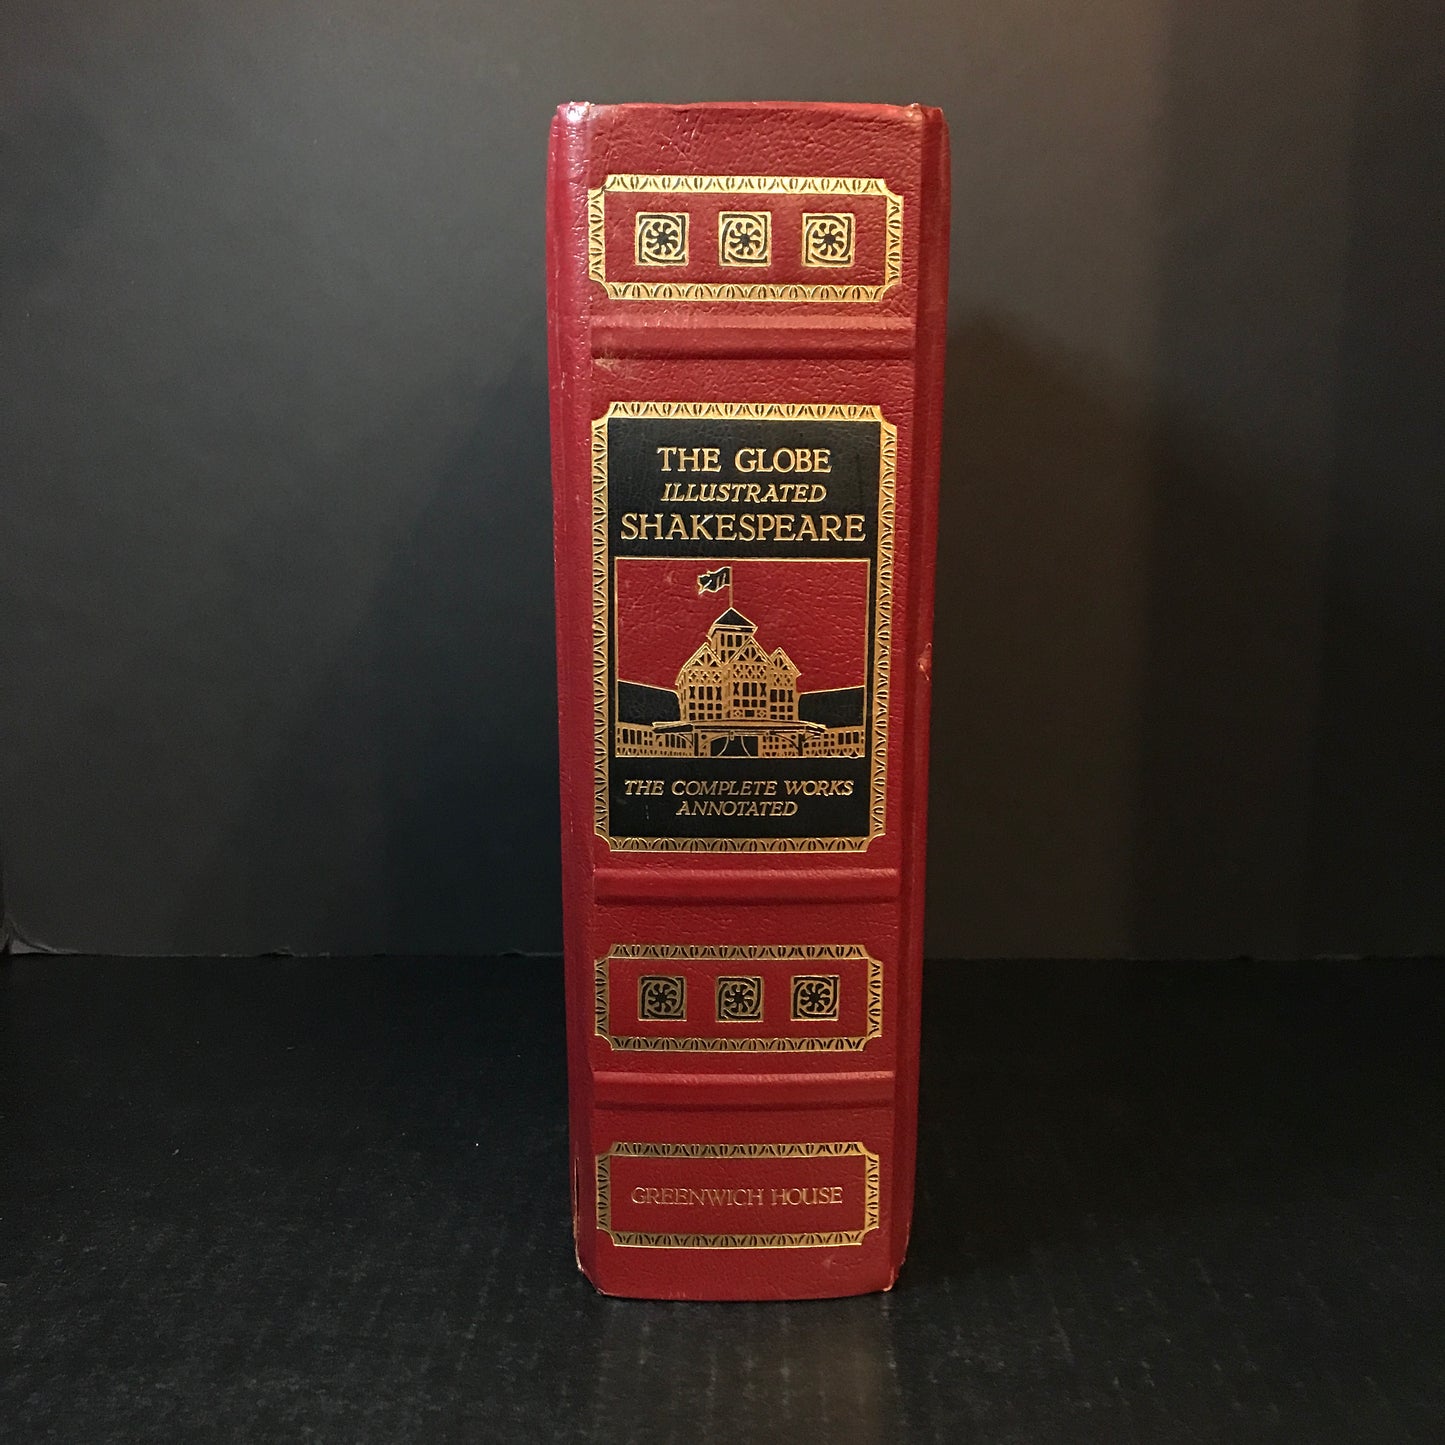 THE GLOBE
ILLUSTRATED
SHAKESPEARE
THE COMPLETE WORKS
ANNOTATED
GREENWICH HOUSE